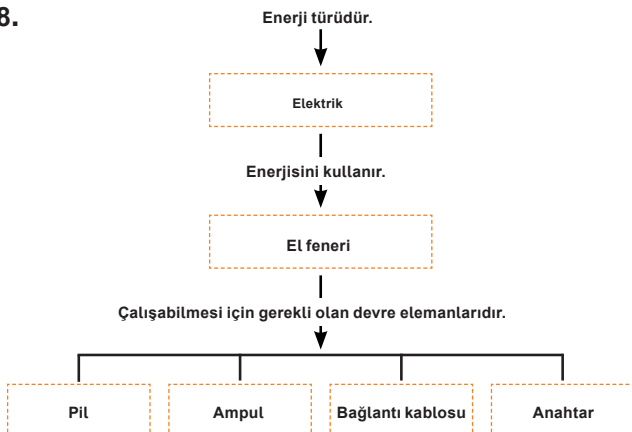 8.
Enerji türüdür.
Elektrik
Enerjisini kullanır.
El feneri
Çalışabilmesi için gerekli olan devre elemanlarıdır.
Pil
Ampul
Bağlantı kablosu
Anahtar